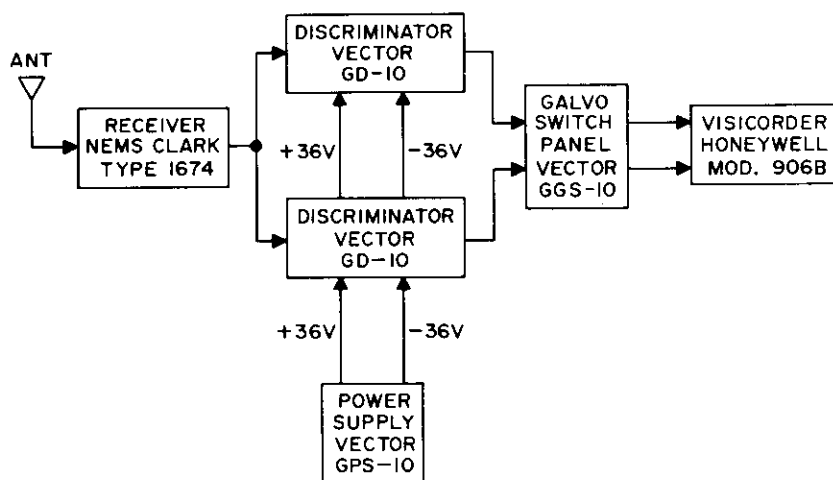 ANT
RECEIVER
NEMS CLARK
TYPE 1674
DISCRIMINATOR
VECTOR
GD-10
+36V
-36V
DISCRIMINATOR
VECTOR
GD-10
+36V
-36V
POWER
SUPPLY
VECTOR
GPS-10
GALVO
SWITCH
PANEL
VECTOR
GGS-10
VISICORDER
HONEYWELL
MOD. 906B